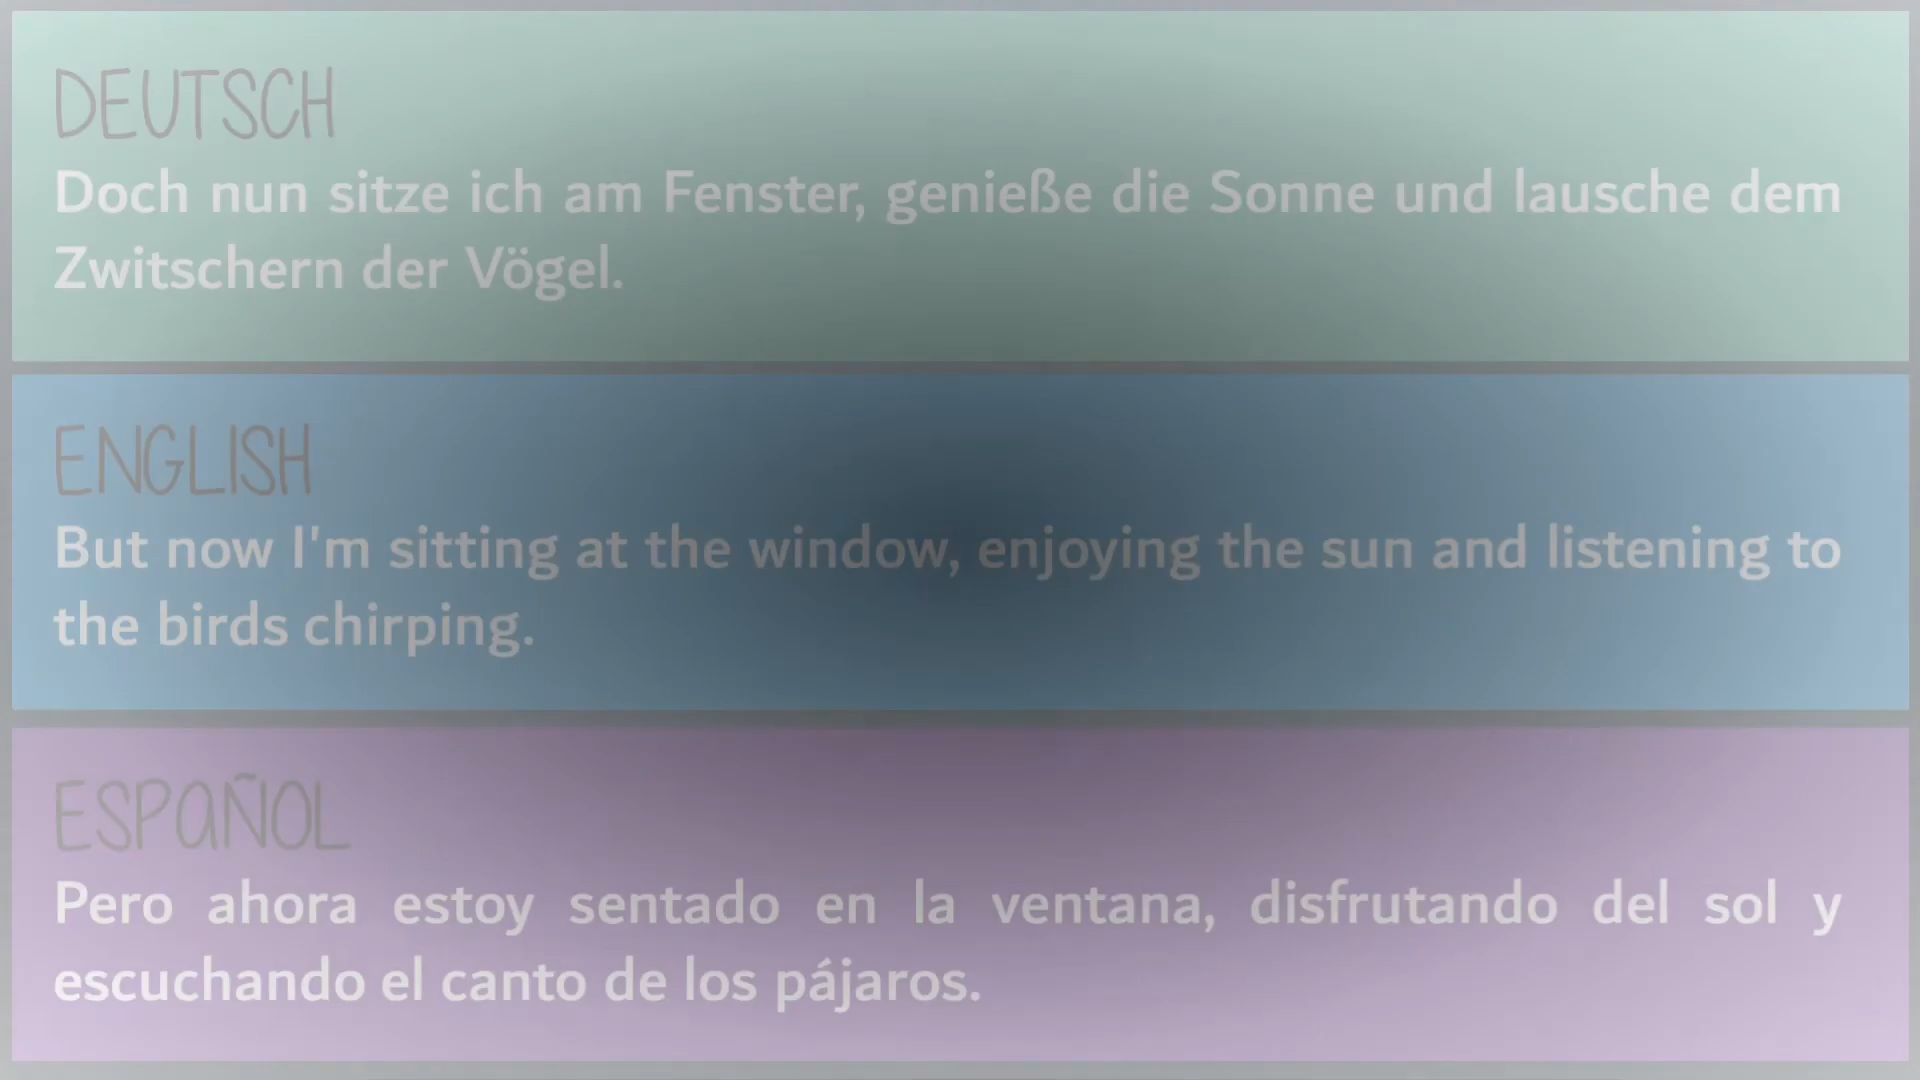 DEUTSCH
Doch nun sitze ich am Fenster, genieße die Sonne und lausche dem
Zwitschern der Vögel.
ENGLISH
But now I'm sitting at the window, enjoying the sun and listening to
the birds chirping.
ESPAÑOL
Pero ahora estoy sentado en la ventana, disfrutando del sol y
escuchando el canto de los pájaros.